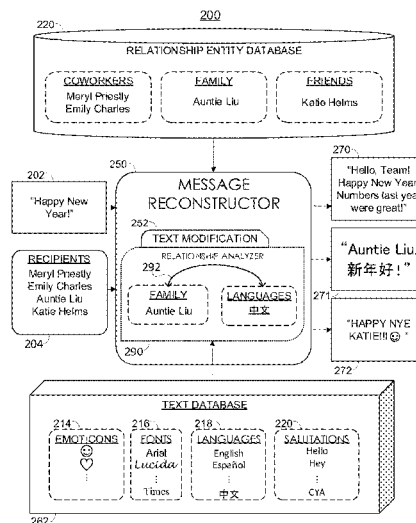 200
220
RELATIONSHIP ENTITY DATABASE
COWORKERS
Meryl Priestly
Emily Charles
FAMILY
Auntie Liu
FRIENDS
Katie Helms
202
"Happy New
Year!"
250
MESSAGE
RECONSTRUCTOR
252
TEXT MODIFICATION
RELATIONSHIP ANALYZER
292
FAMILY
Auntie Liu
LANGUAGES
中文
290
RECIPIENTS
Meryl Priestly
Emily Charles
Auntie Liu
Katie Helms
204
270
"Hello, Team!
Happy New Year
Numbers last year
were great!"
"Auntie Liu,
新年好!"
271
"HAPPY NYE
KATIE!!!☺"
272
TEXT DATABASE
214
EMOTICONS
☺
♡
⋮
216
FONTS
Arial
Lucida
⋮
Times
218
LANGUAGES
English
Español
⋮
中文
220
SALUTATIONS
Hello
Hey
⋮
CYA
262